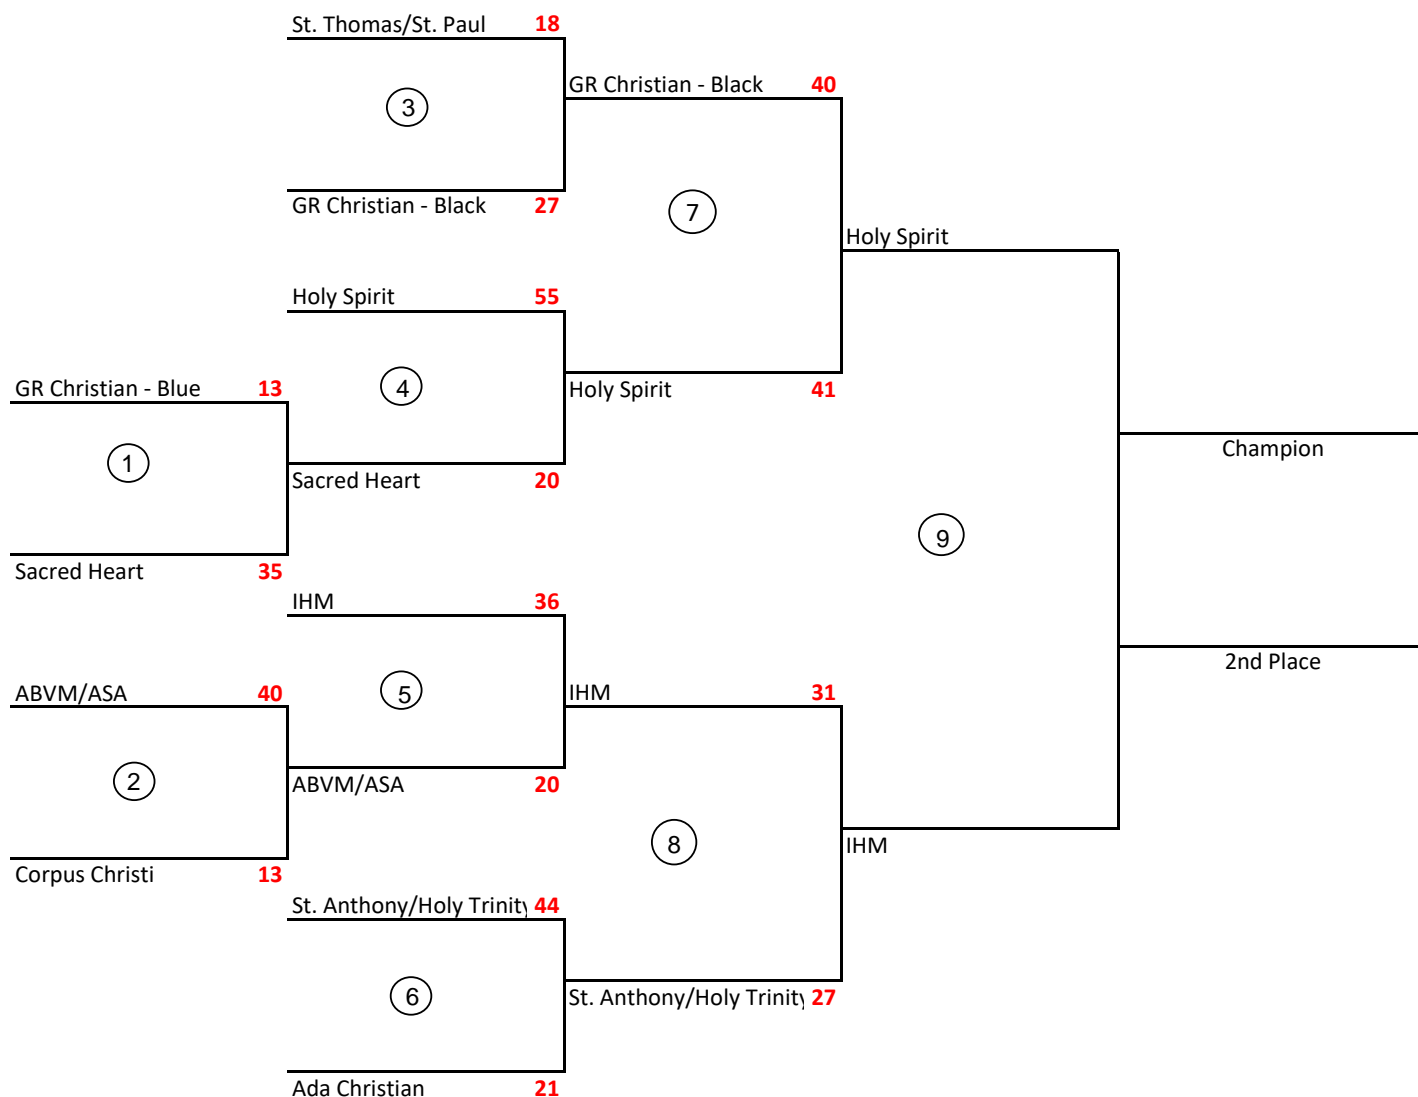 St. Thomas/St. Paul 18
GR Christian - Black 40
3
GR Christian - Black 27
7
Holy Spirit
Holy Spirit 55
GR Christian - Blue 13
4
Holy Spirit 41
Champion
1
Sacred Heart 20
9
Sacred Heart 35
IHM 36
2nd Place
ABVM/ASA 40
5
IHM 31
2
ABVM/ASA 20
8
IHM
Corpus Christi 13
St. Anthony/Holy Trinity 44
6
St. Anthony/Holy Trinity 27
Ada Christian 21